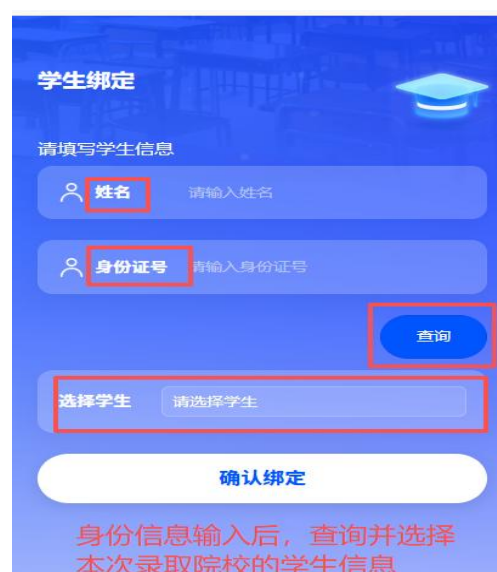 学生绑定
请填写学生信息
姓名 请输入姓名
身份证号 请输入身份证号
查询
选择学生 请选择学生
确认绑定
身份信息输入后，查询并选择
本次录取院校的学生信息